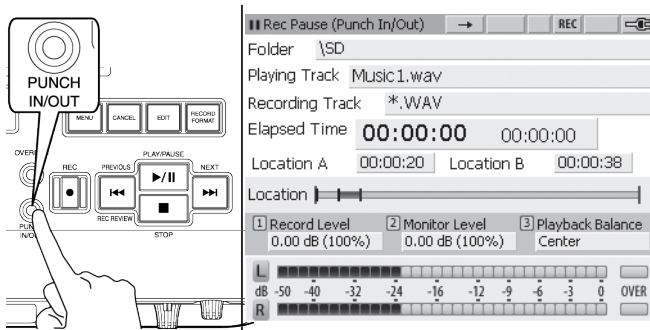 PUNCH
IN/OUT
MENU
CANCEL
EDIT
RECORD
FORMAT
OVER
REC
PREVIOUS
PLAY/PAUSE
NEXT
REC REVIEW
STOP
PUN
IN/O
Rec Pause (Punch In/Out) → REC
Folder \SD
Playing Track Music1.wav
Recording Track *.WAV
Elapsed Time 00:00:00 00:00:00
Location A 00:00:20 Location B 00:00:38
Location
1 Record Level 2 Monitor Level 3 Playback Balance
0.00 dB (100%) 0.00 dB (100%) Center
L
dB -50 -40 -32 -24 -16 -12 -9 -6 -3 0 OVER
R